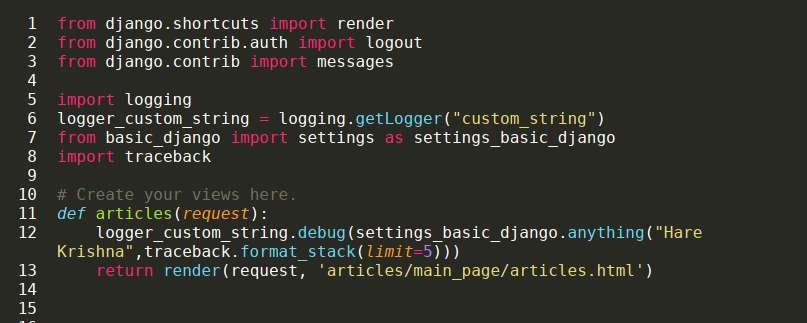 1 from django.shortcuts import render
2 from django.contrib.auth import logout
3 from django.contrib import messages
4
5 import logging
6 logger_custom_string = logging.getLogger("custom_string")
7 from basic_django import settings as settings_basic_django
8 import traceback
9
10 # Create your views here.
11 def articles(request):
12     logger_custom_string.debug(settings_basic_django.anything("Hare
Krishna",traceback.format_stack(limit=5)))
13     return render(request, 'articles/main_page/articles.html')
14
15